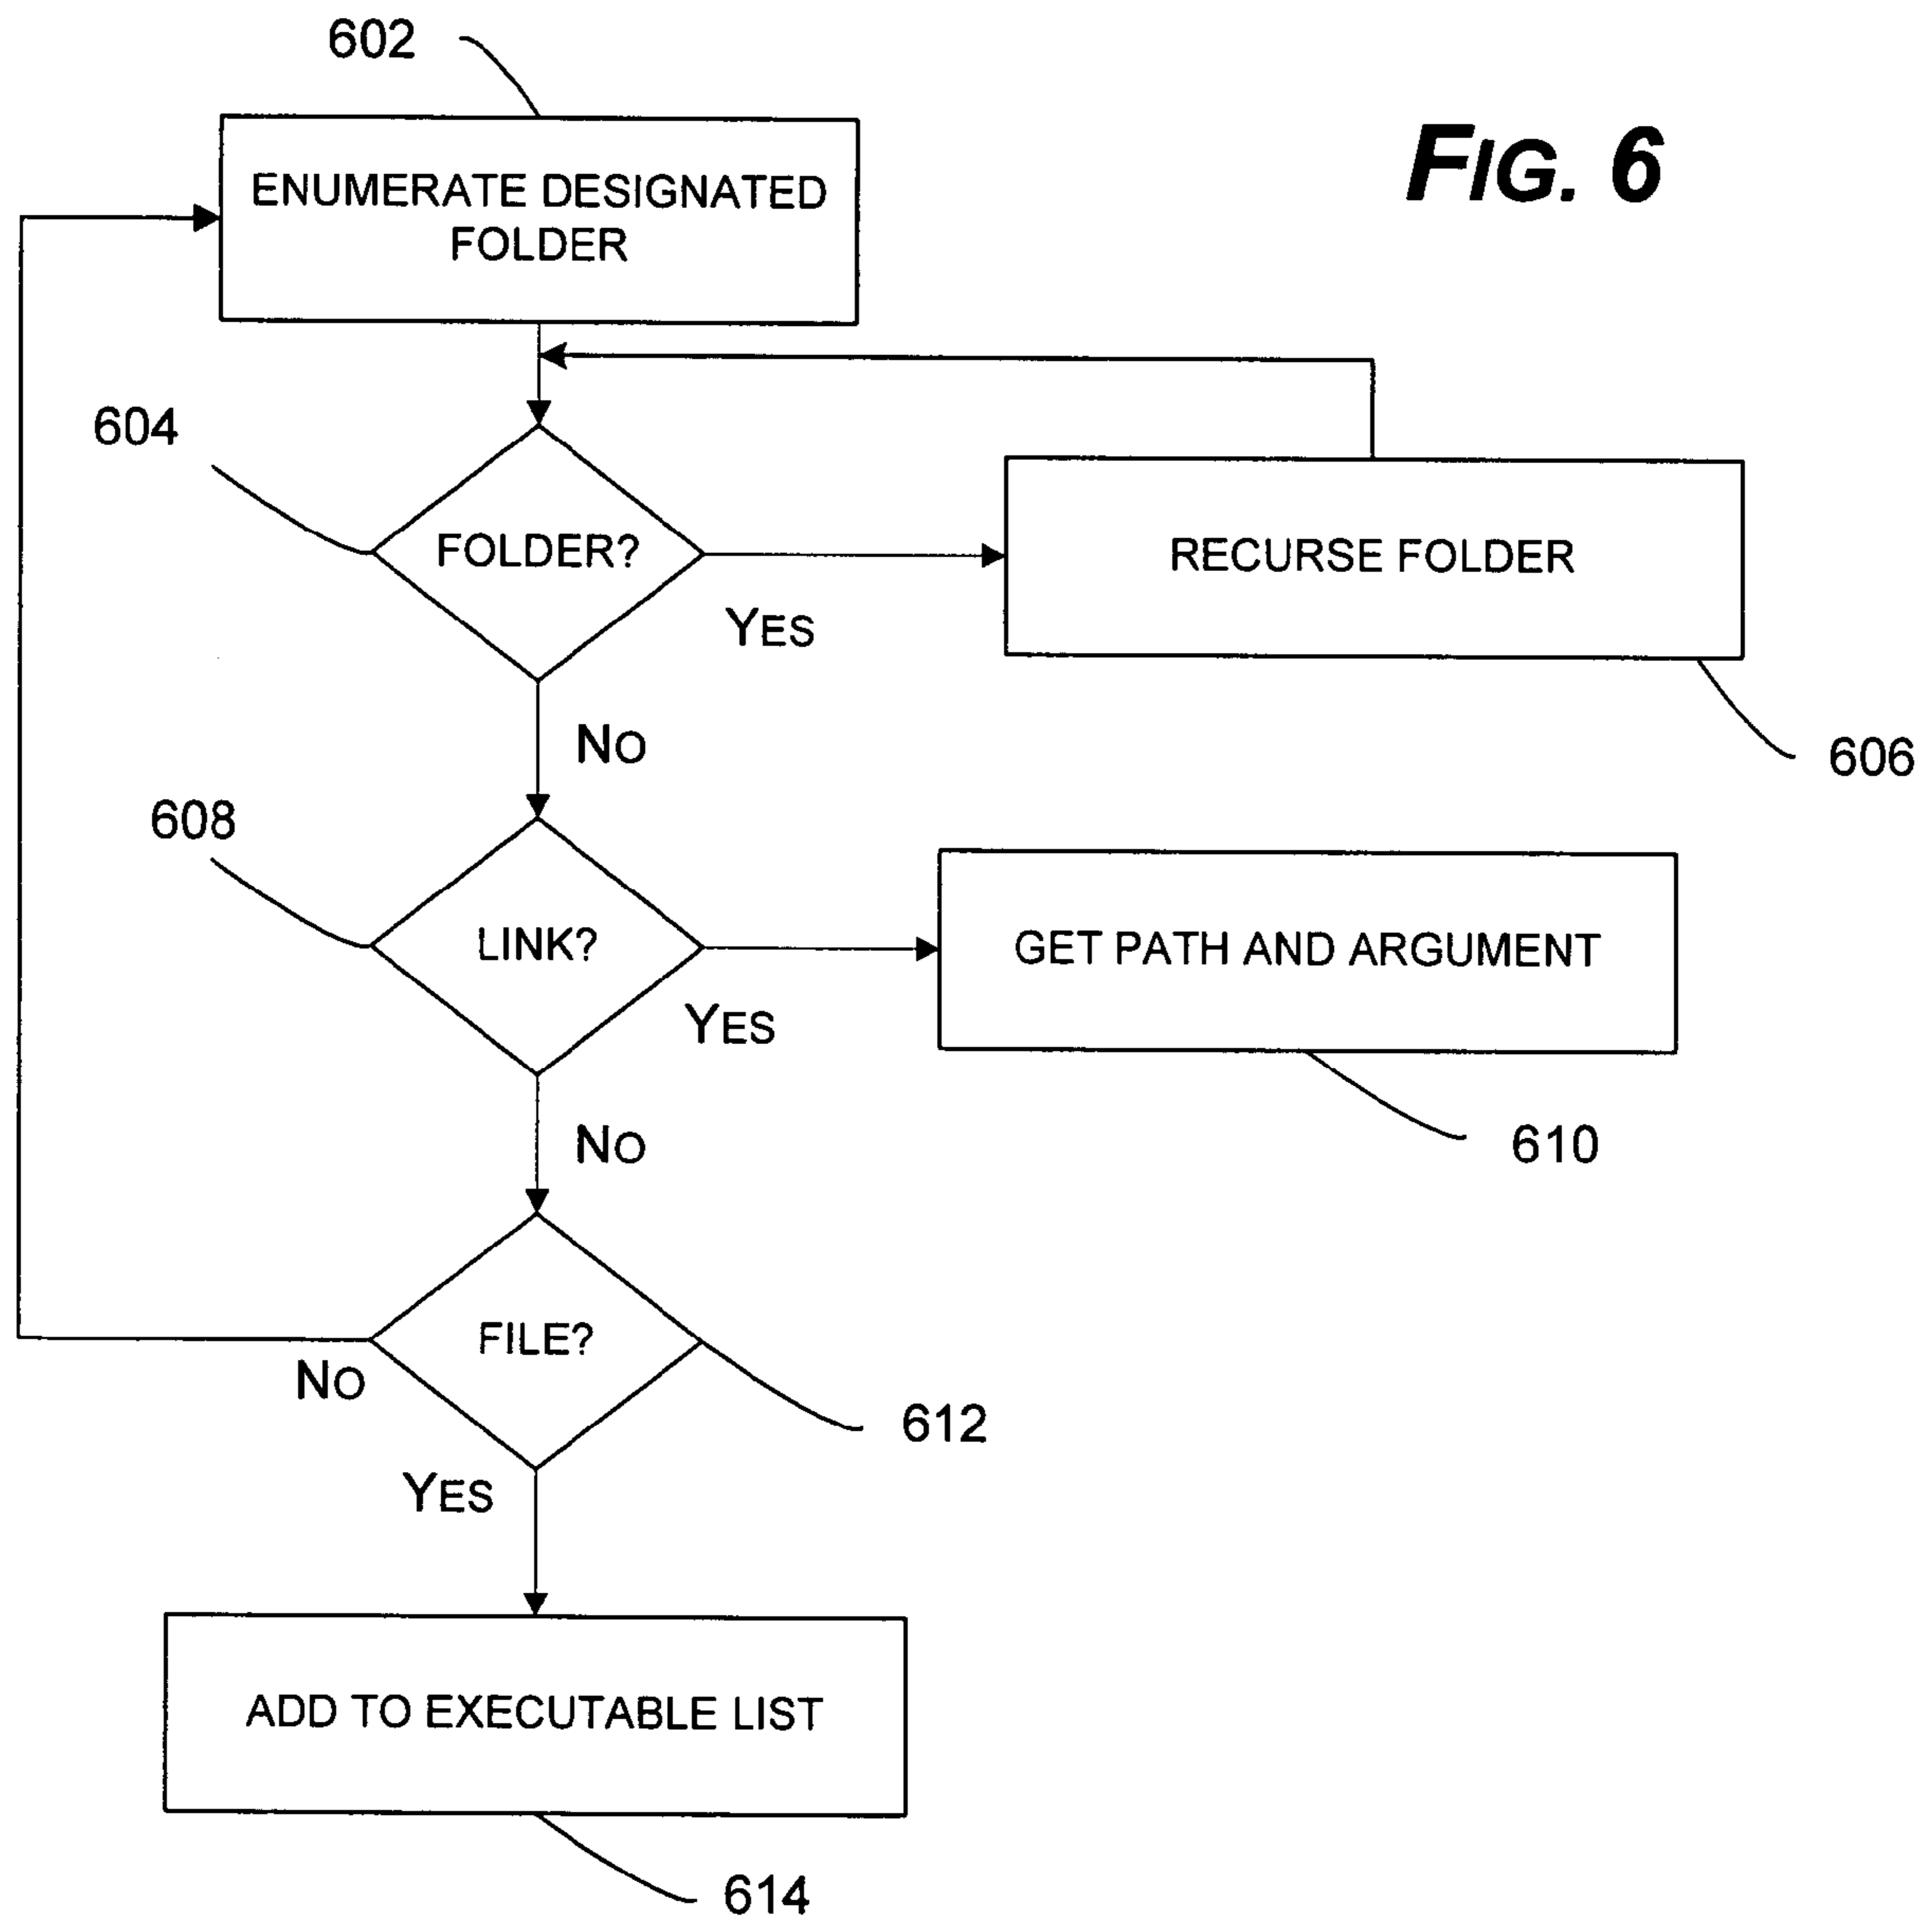 602
FIG. 6
ENUMERATE DESIGNATED
FOLDER
604
FOLDER?
RECURSE FOLDER
YES
NO
606
608
LINK?
GET PATH AND ARGUMENT
YES
NO
610
FILE?
NO
612
YES
ADD TO EXECUTABLE LIST
614